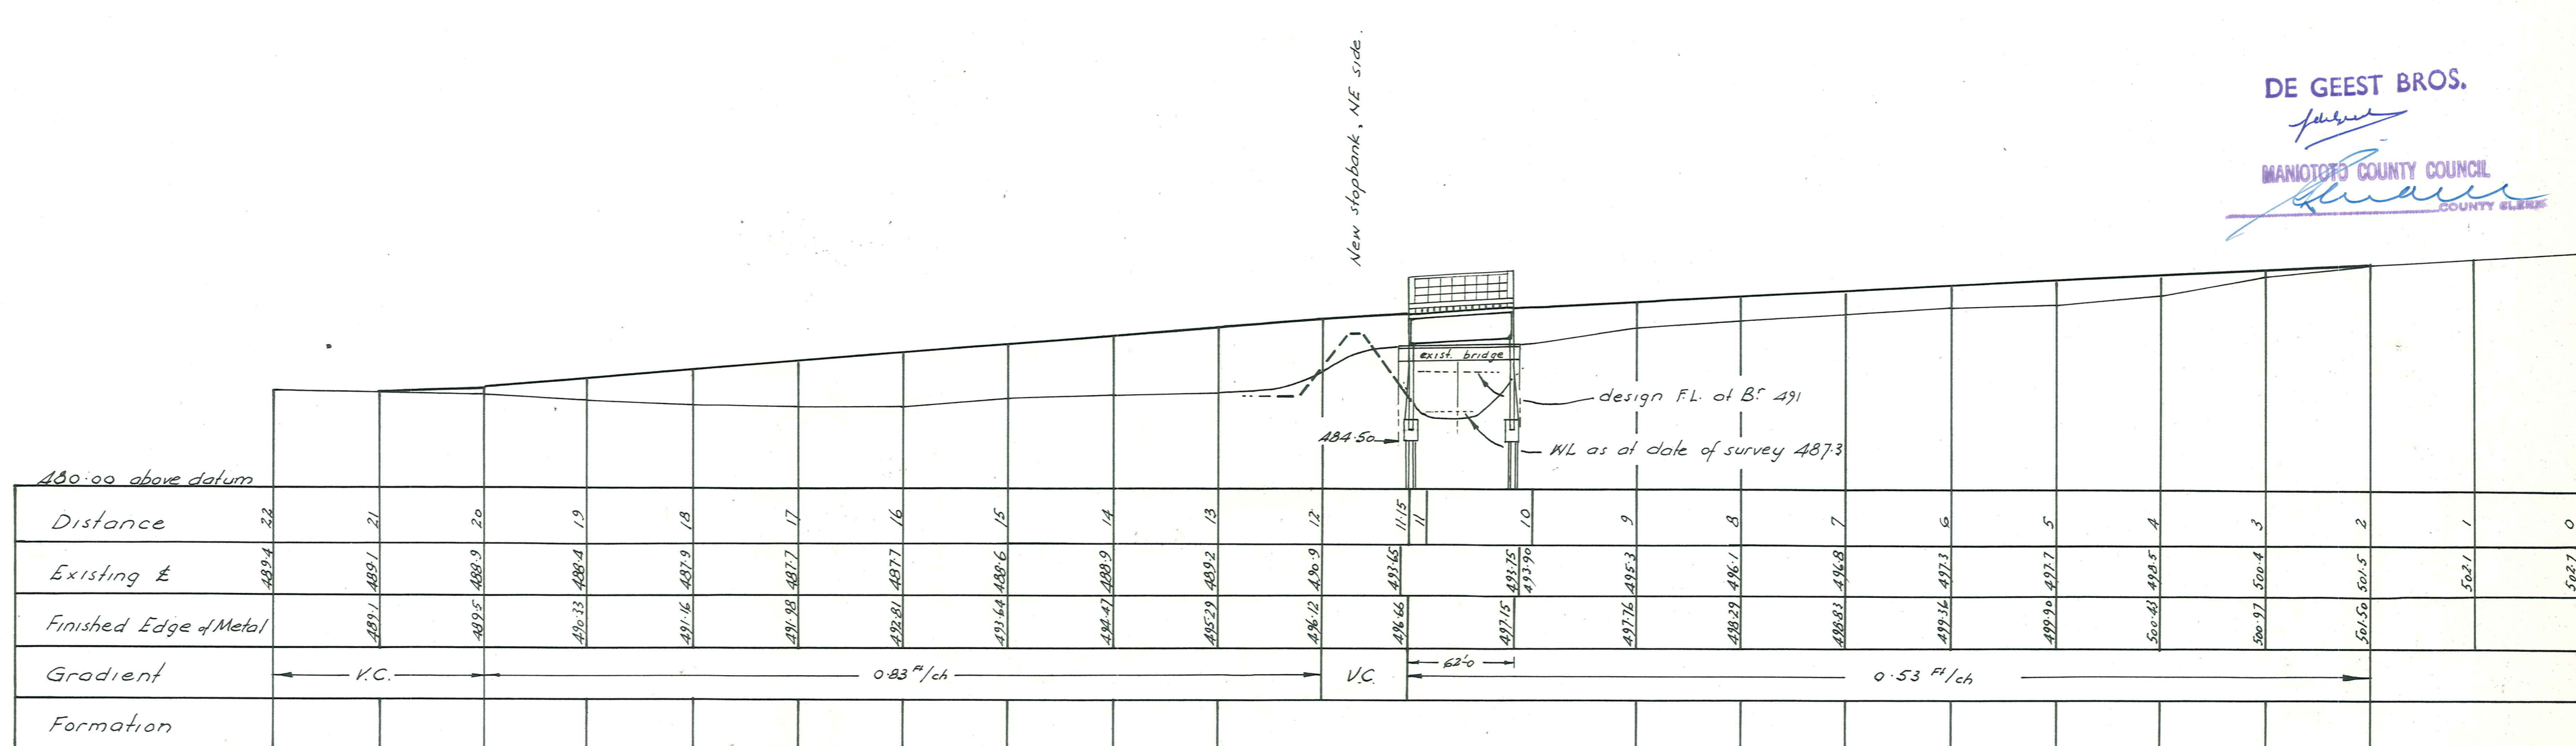 New stopbank, NE side.
DE GEEST BROS.
MANIOTOTO COUNTY COUNCIL
COUNTY CLERK
exist. bridge
design F.L. at Br 491
484.50
WL as at date of survey 487.3
480.00 above datum
Distance 22 21 20 19 18 17 16 15 14 13 12 11.15 11 10 9 8 7 6 5 4 3 2 1 0
Existing ℄ 489.4 489.1 488.9 488.4 487.9 487.7 487.7 488.6 488.9 489.2 490.9 493.65 493.75 493.90 495.3 496.1 496.8 497.3 497.7 498.5 500.4 501.5 502.1 502.7
Finished Edge of Metal 489.1 489.5 490.33 491.16 491.98 492.81 493.64 494.47 495.29 496.12 496.66 497.15 497.76 498.29 498.83 499.36 499.90 500.43 500.97 501.50
Gradient V.C. 0.83 Ft/ch V.C. 62'0 0.53 Ft/ch
Formation